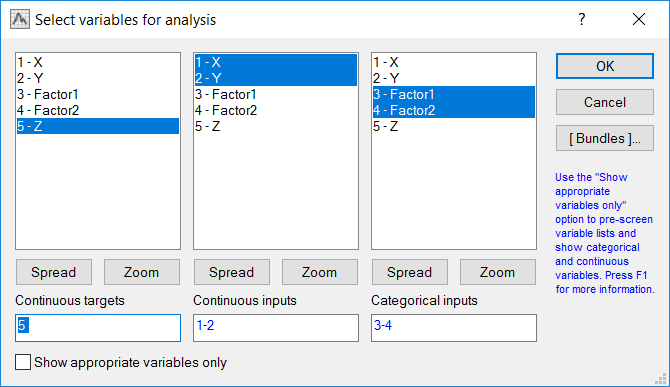 Select variables for analysis
?
1 - X
2 - Y
3 - Factor1
4 - Factor2
5 - Z
1 - X
2 - Y
3 - Factor1
4 - Factor2
5 - Z
1 - X
2 - Y
3 - Factor1
4 - Factor2
5 - Z
OK
Cancel
[ Bundles ]...
Use the "Show
appropriate
variables only"
option to pre-screen
variable lists and
show categorical
and continuous
variables. Press F1
for more information.
Spread Zoom Spread Zoom Spread Zoom
Continuous targets Continuous inputs Categorical inputs
5 1-2 3-4
Show appropriate variables only